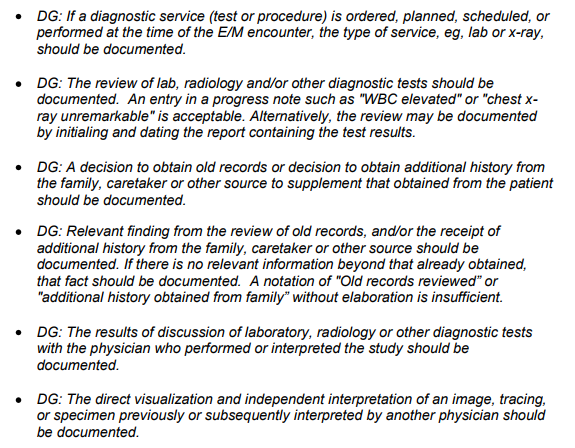 • DG: If a diagnostic service (test or procedure) is ordered, planned, scheduled, or
performed at the time of the E/M encounter, the type of service, eg, lab or x-ray,
should be documented.
• DG: The review of lab, radiology and/or other diagnostic tests should be
documented.  An entry in a progress note such as "WBC elevated" or "chest x-
ray unremarkable" is acceptable. Alternatively, the review may be documented
by initialing and dating the report containing the test results.
• DG: A decision to obtain old records or decision to obtain additional history from
the family, caretaker or other source to supplement that obtained from the patient
should be documented.
• DG: Relevant finding from the review of old records, and/or the receipt of
additional history from the family, caretaker or other source should be
documented. If there is no relevant information beyond that already obtained,
that fact should be documented.  A notation of "Old records reviewed” or
"additional history obtained from family” without elaboration is insufficient.
• DG: The results of discussion of laboratory, radiology or other diagnostic tests
with the physician who performed or interpreted the study should be
documented.
• DG: The direct visualization and independent interpretation of an image, tracing,
or specimen previously or subsequently interpreted by another physician should
be documented.